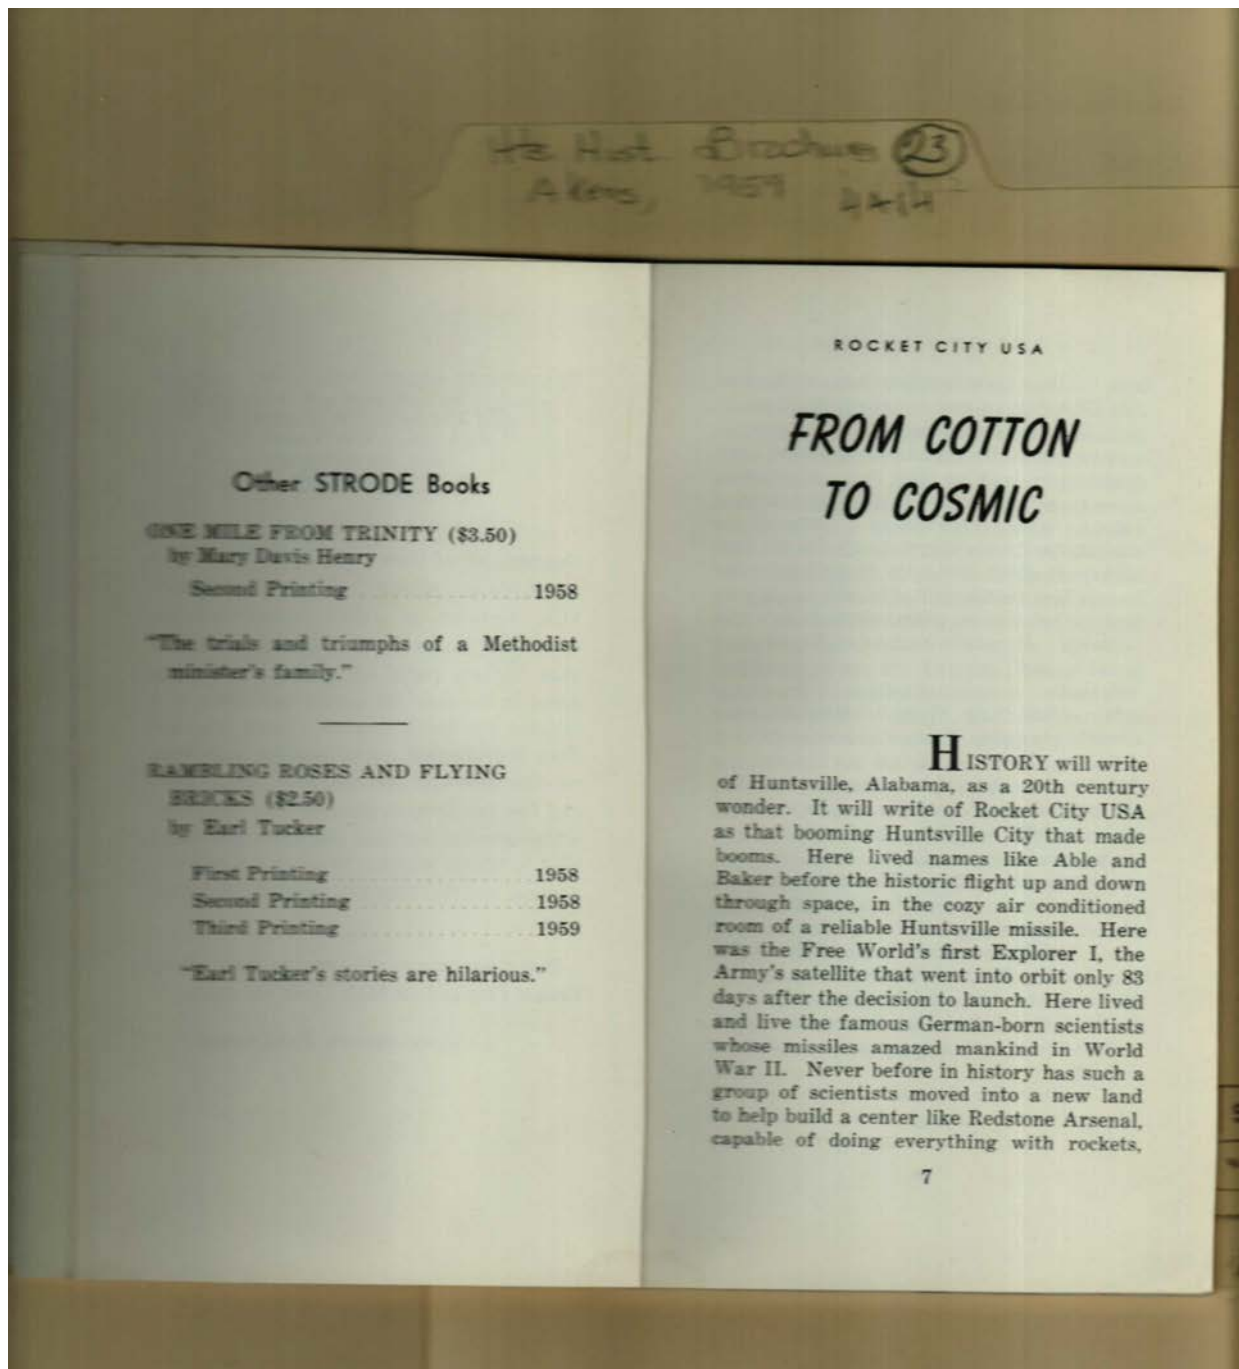 Brochure 23
Akens, 1959
Other STRODE Books
ONE MILE FROM TRINITY ($3.50)
by Mary Davis Henry
Second Printing 1958
"The trials and triumphs of a Methodist
minister's family."
RAMBLING ROSES AND FLYING
BRICKS ($2.50)
by Earl Tucker
First Printing 1958
Second Printing 1958
Third Printing 1959
"Earl Tucker's stories are hilarious."
ROCKET CITY USA
FROM COTTON
TO COSMIC
HISTORY will write
of Huntsville, Alabama, as a 20th century
wonder. It will write of Rocket City USA
as that booming Huntsville City that made
booms. Here lived names like Able and
Baker before the historic flight up and down
through space, in the cozy air conditioned
room of a reliable Huntsville missile. Here
was the Free World's first Explorer I, the
Army's satellite that went into orbit only 83
days after the decision to launch. Here lived
and live the famous German-born scientists
whose missiles amazed mankind in World
War II. Never before in history has such a
group of scientists moved into a new land
to help build a center like Redstone Arsenal,
capable of doing everything with rockets,
7